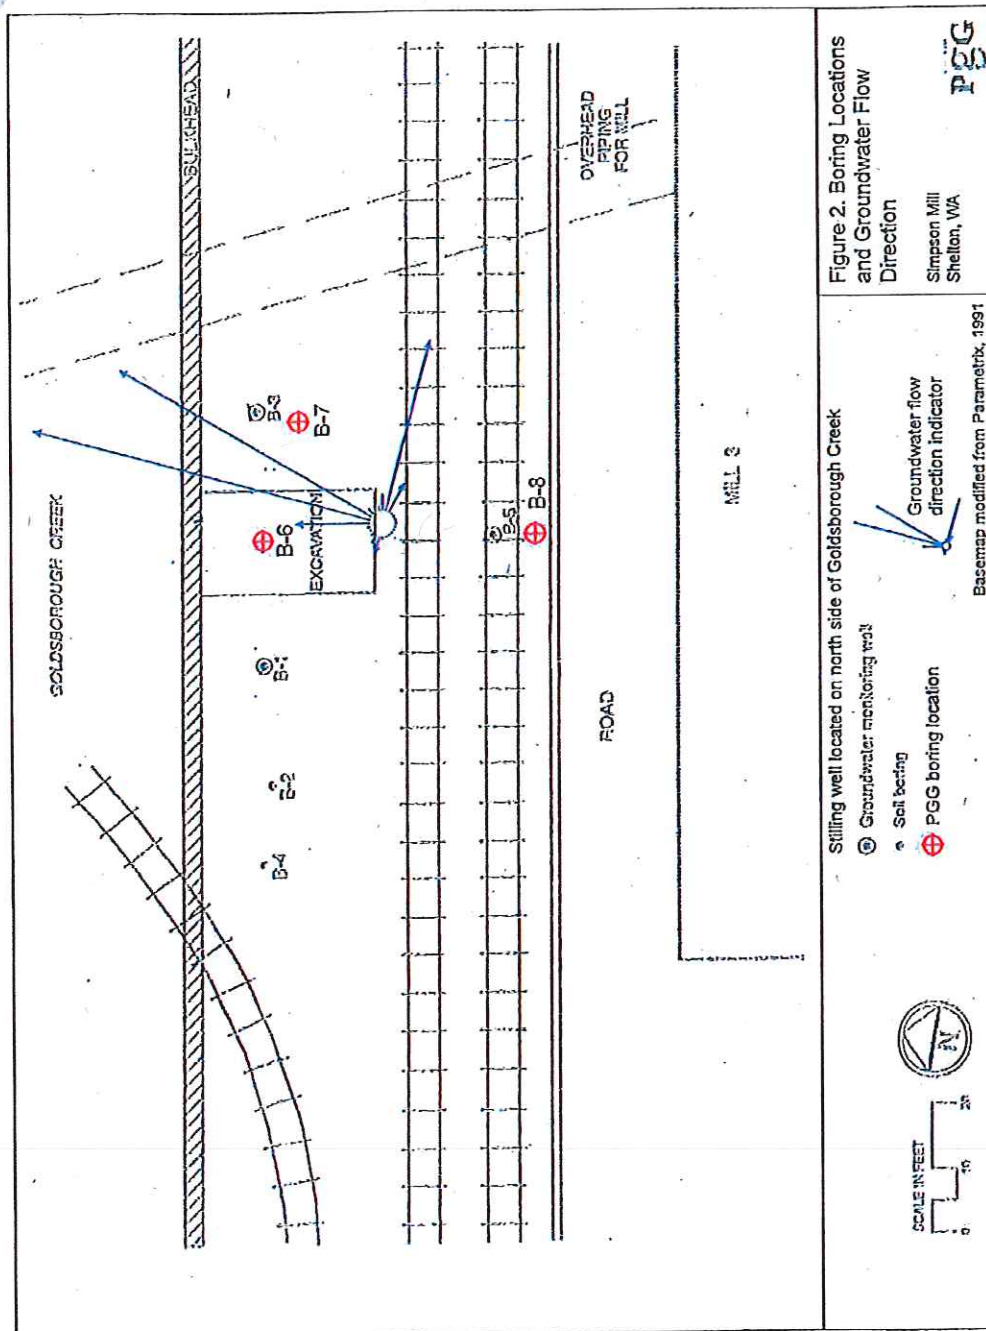 GOLDSBOROUGH CREEK
BULKHEAD
B-3
B-7
B-6
EXCAVATION
B-1
B-2
B-4
OVERHEAD
PIPING
FOR MILL
B-5
B-8
ROAD
MILL 3
Stilling well located on north side of Goldsborough Creek
Groundwater monitoring well
Soil boring
PGG boring location
Groundwater flow
direction indicator
Basemap modified from Parametrix, 1991
Figure 2. Boring Locations
and Groundwater Flow
Direction
Simpson Mill
Shelton, WA
PGG
N
SCALE IN FEET
0 10 20